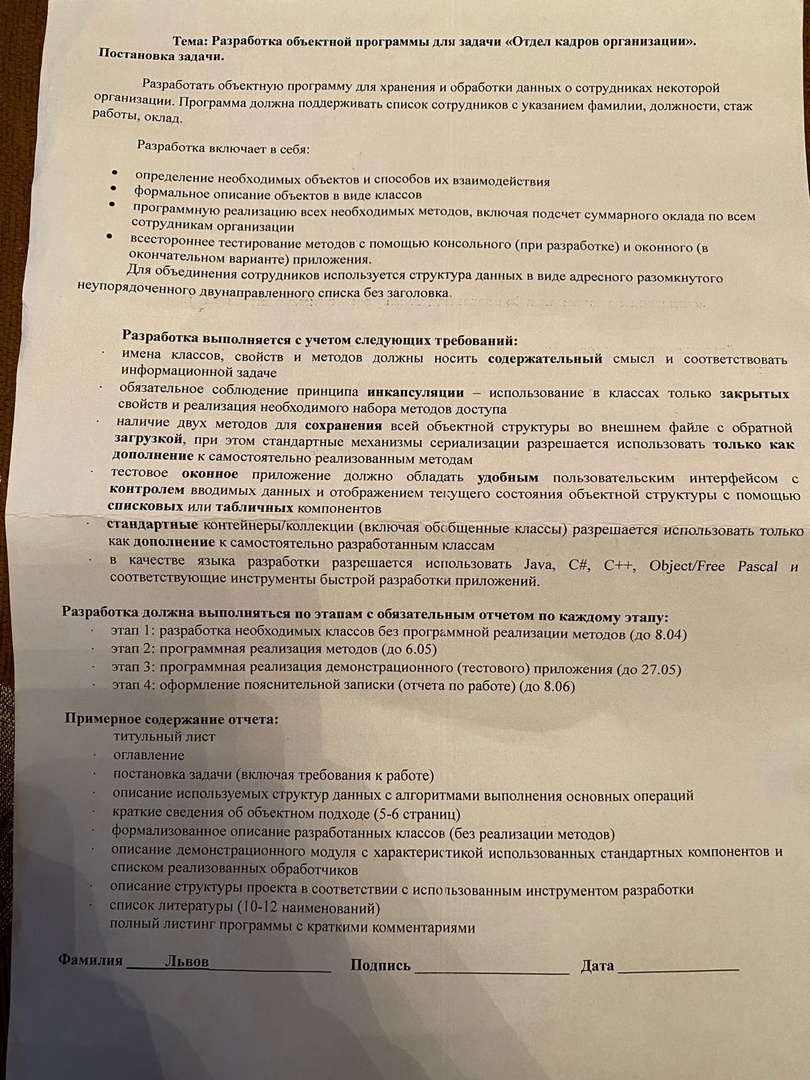 Тема: Разработка объектной программы для задачи «Отдел кадров организации».
Постановка задачи.
Разработать объектную программу для хранения и обработки данных о сотрудниках некоторой
организации. Программа должна поддерживать список сотрудников с указанием фамилии, должности, стаж
работы, оклад.
Разработка включает в себя:
• определение необходимых объектов и способов их взаимодействия
• формальное описание объектов в виде классов
• программную реализацию всех необходимых методов, включая подсчет суммарного оклада по всем
сотрудникам организации
• всестороннее тестирование методов с помощью консольного (при разработке) и оконного (в
окончательном варианте) приложения.
Для объединения сотрудников используется структура данных в виде адресного разомкнутого
неупорядоченного двунаправленного списка без заголовка.
Разработка выполняется с учетом следующих требований:
· имена классов, свойств и методов должны носить содержательный смысл и соответствовать
информационной задаче
· обязательное соблюдение принципа инкапсуляции – использование в классах только закрытых
свойств и реализация необходимого набора методов доступа
· наличие двух методов для сохранения всей объектной структуры во внешнем файле с обратной
загрузкой, при этом стандартные механизмы сериализации разрешается использовать только как
дополнение к самостоятельно реализованным методам
· тестовое оконное приложение должно обладать удобным пользовательским интерфейсом с
контролем вводимых данных и отображением текущего состояния объектной структуры с помощью
списковых или табличных компонентов
· стандартные контейнеры/коллекции (включая обобщенные классы) разрешается использовать только
как дополнение к самостоятельно разработанным классам
· в качестве языка разработки разрешается использовать Java, C#, C++, Object/Free Pascal и
соответствующие инструменты быстрой разработки приложений.
Разработка должна выполняться по этапам с обязательным отчетом по каждому этапу:
· этап 1: разработка необходимых классов без программной реализации методов (до 8.04)
· этап 2: программная реализация методов (до 6.05)
· этап 3: программная реализация демонстрационного (тестового) приложения (до 27.05)
· этап 4: оформление пояснительной записки (отчета по работе) (до 8.06)
Примерное содержание отчета:
титульный лист
· оглавление
· постановка задачи (включая требования к работе)
· описание используемых структур данных с алгоритмами выполнения основных операций
· краткие сведения об объектном подходе (5-6 страниц)
· формализованное описание разработанных классов (без реализации методов)
· описание демонстрационного модуля с характеристикой использованных стандартных компонентов и
списком реализованных обработчиков
· описание структуры проекта в соответствии с использованным инструментом разработки
· список литературы (10-12 наименований)
полный листинг программы с краткими комментариями
Фамилия ____Львов____ Подпись ____ Дата ____